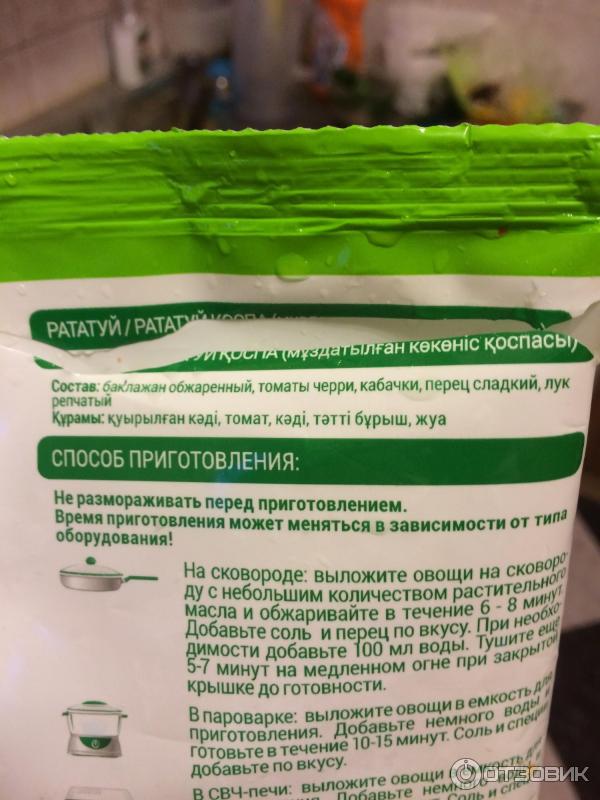 РАТАТУЙ / РАТАТУЙ ҚОСПА
ҚОСПА (мұздатылған көкөніс қоспасы)
Состав: баклажан обжаренный, томаты черри, кабачки, перец сладкий, лук
репчатый
Құрамы: қуырылған кәді, томат, кәді, тәтті бұрыш, жуа
СПОСОБ ПРИГОТОВЛЕНИЯ:
Не размораживать перед приготовлением.
Время приготовления может меняться в зависимости от типа
оборудования!
На сковороде: выложите овощи на сковоро-
ду с небольшим количеством растительного
масла и обжаривайте в течение 6 - 8 минут.
Добавьте соль и перец по вкусу. При необхо-
димости добавьте 100 мл воды. Тушите еще
5-7 минут на медленном огне при закрытой
крышке до готовности.
В пароварке: выложите овощи в емкость для
приготовления. Добавьте немного воды и
готовьте в течение 10-15 минут. Соль и специи
добавьте по вкусу.
В СВЧ-печи: выложите овощи в емкость для
ОТЗОВИК